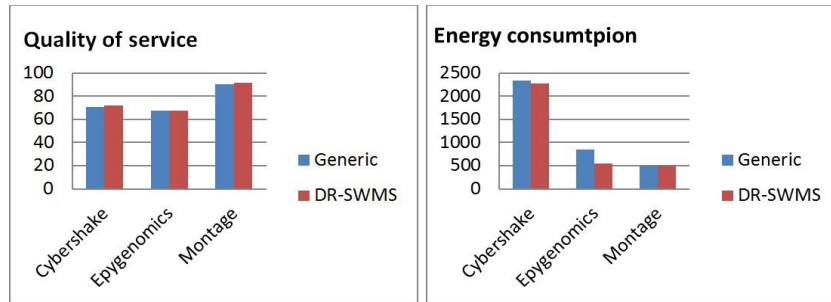 Quality of service
100
80
60
40
20
0
Cybershake
Epygenomics
Montage
Generic
DR-SWMS
Energy consumtpion
2500
2000
1500
1000
500
0
Cybershake
Epygenomics
Montage
Generic
DR-SWMS